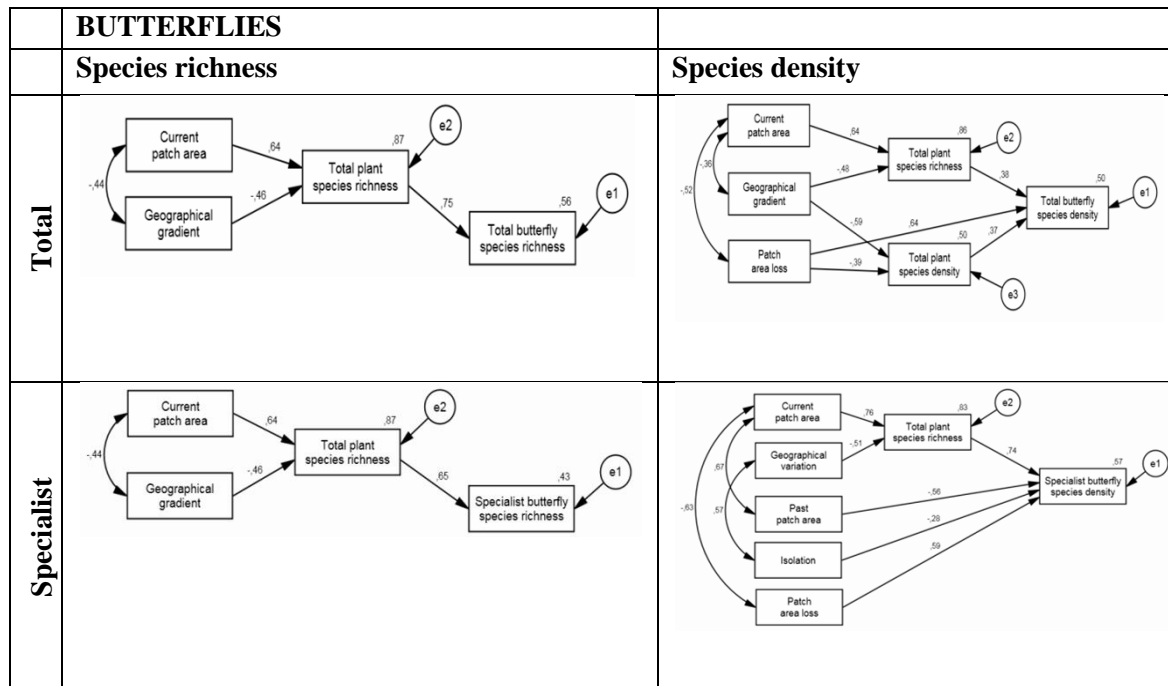 BUTTERFLIES
Species richness
Species density
Total
Current
patch area
Geographical
gradient
-,44
,64
-,46
,87
Total plant
species richness
e2
,75
,56
Total butterfly
species richness
e1
Current
patch area
Geographical
gradient
Patch
area loss
-,36
-,52
,64
-,48
-,59
,64
-,39
,86
Total plant
species richness
e2
,38
,50
Total plant
species density
e3
,37
,50
Total butterfly
species density
e1
Specialist
Current
patch area
Geographical
gradient
-,44
,64
-,46
,87
Total plant
species richness
e2
,65
,43
Specialist butterfly
species richness
e1
Current
patch area
Geographical
variation
Past
patch area
Isolation
Patch
area loss
,67
,57
-,63
,76
-,51
,83
Total plant
species richness
e2
,74
-,56
-,28
,59
,57
Specialist butterfly
species density
e1